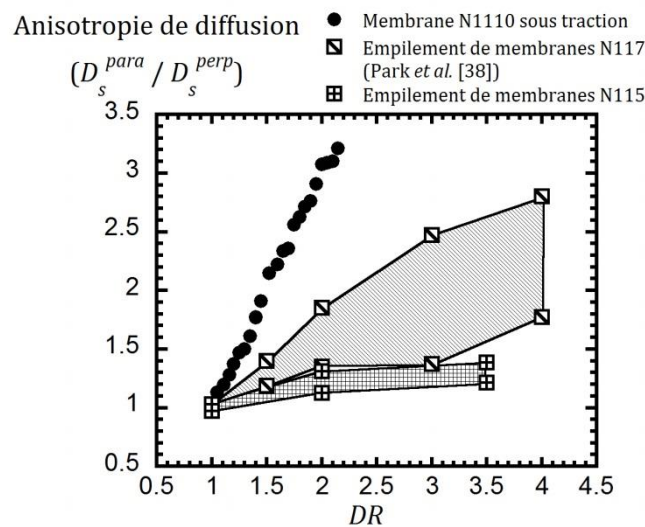 Anisotropie de diffusion
(D_s^para / D_s^perp)
Membrane N1110 sous traction
Empilement de membranes N117
(Park et al. [38])
Empilement de membranes N115
3.5
3
2.5
2
1.5
1
0.5
0.5 1 1.5 2 2.5 3 3.5 4 4.5
DR